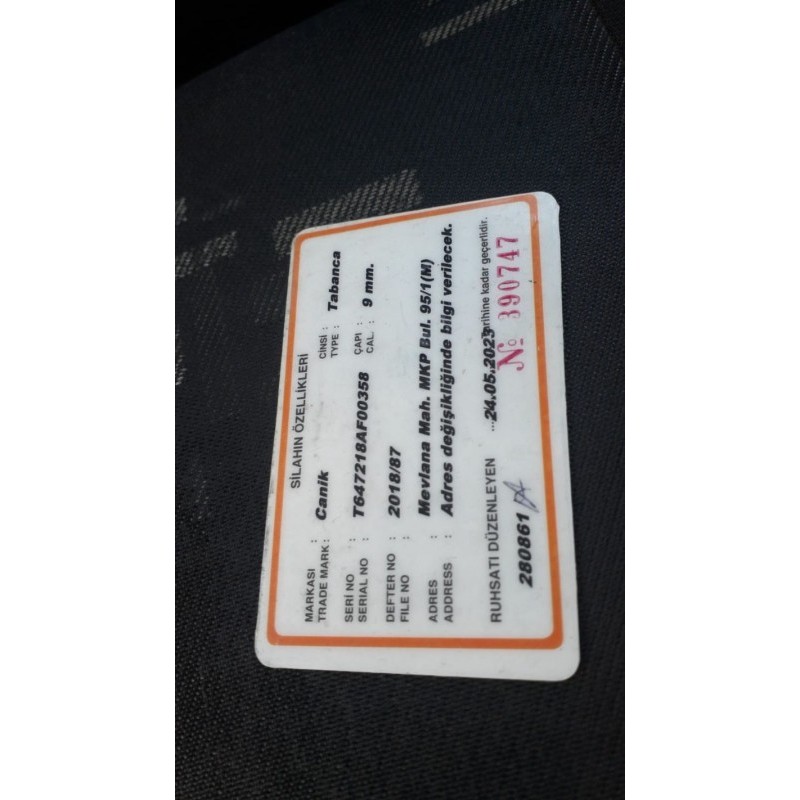 SİLAHIN ÖZELLİKLERİ
MARKASI : CİNSİ :
TRADE MARK : Canik TYPE : Tabanca
SERİ NO : ÇAPI :
SERIAL NO : T647218AF00358 CAL. : 9 mm.
DEFTER NO :
FILE NO : 2018/87
ADRES : Mevlana Mah. MKP Bul. 95/1(M)
ADDRESS : Adres değişikliğinde bilgi verilecek.
RUHSATI DÜZENLEYEN ...24.05.2023 tarihine kadar geçerlidir.
280861 № 390747